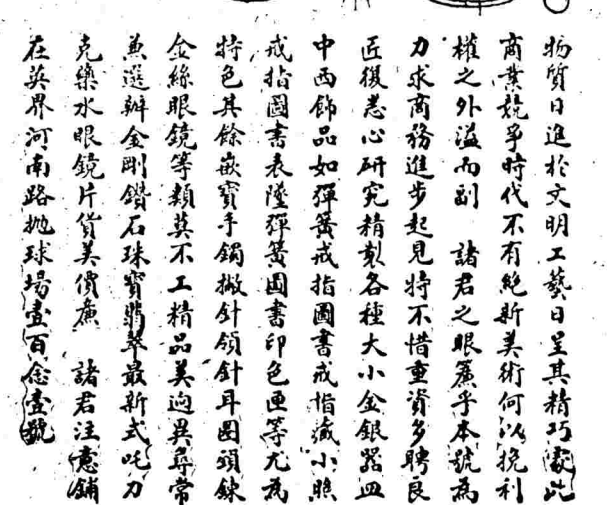 物質日進於文明工藝日呈其精巧處此
商業競爭時代不有絶新美術何以挽利
權之外溢而副　諸君之眼簾乎本號為
力求商務進步起見特不惜重資多聘良
匠復悉心研究精製各種大小金銀器皿
中西飾品如彈簧戒指圖書戒指藏小照
戒指圖書表墜彈簧圖書印色匣等尤為
特色其餘嵌寶手鐲撳針領針耳圈頭鍊
金絲眼鏡等類莫不工精品美迥異尋常
兼選辦金剛鑽石珠寶翡翠最新式吒刀
克藥水眼鏡片貨美價廉　諸君注意鋪
在英界河南路抛球場壹百念壹號